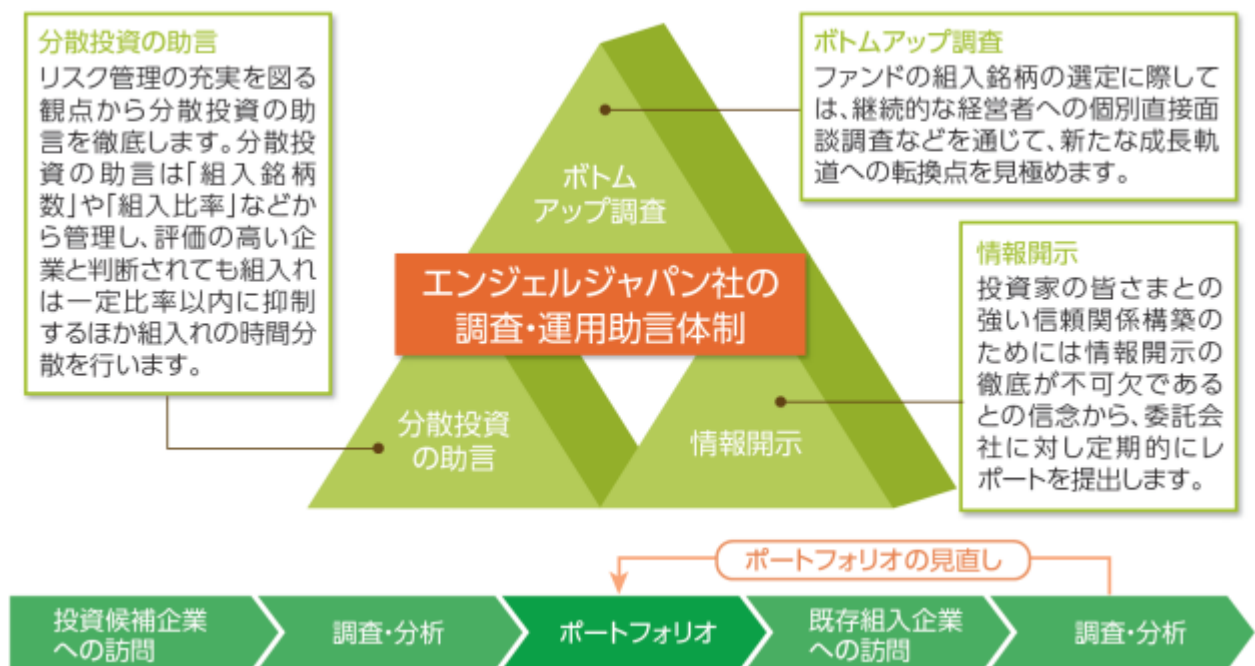 分散投資の助言
リスク管理の充実を図る
観点から分散投資の助
言を徹底します。分散投
資の助言は「組入銘柄
数」や「組入比率」などか
ら管理し、評価の高い企
業と判断されても組入れ
は一定比率以内に抑制
するほか組入れの時間分
散を行います。
ボトムアップ調査
ファンドの組入銘柄の選定に際して
は、継続的な経営者への個別直接面
談調査などを通じて、新たな成長軌
道への転換点を見極めます。
ボトム
アップ調査
エンジェルジャパン社の
調査・運用助言体制
情報開示
投資家の皆さまとの
強い信頼関係構築の
ためには情報開示の
徹底が不可欠である
との信念から、委託会
社に対し定期的にレ
ポートを提出します。
分散投資
の助言
情報開示
ポートフォリオの見直し
投資候補企業
への訪問
調査・分析
ポートフォリオ
既存組入企業
への訪問
調査・分析